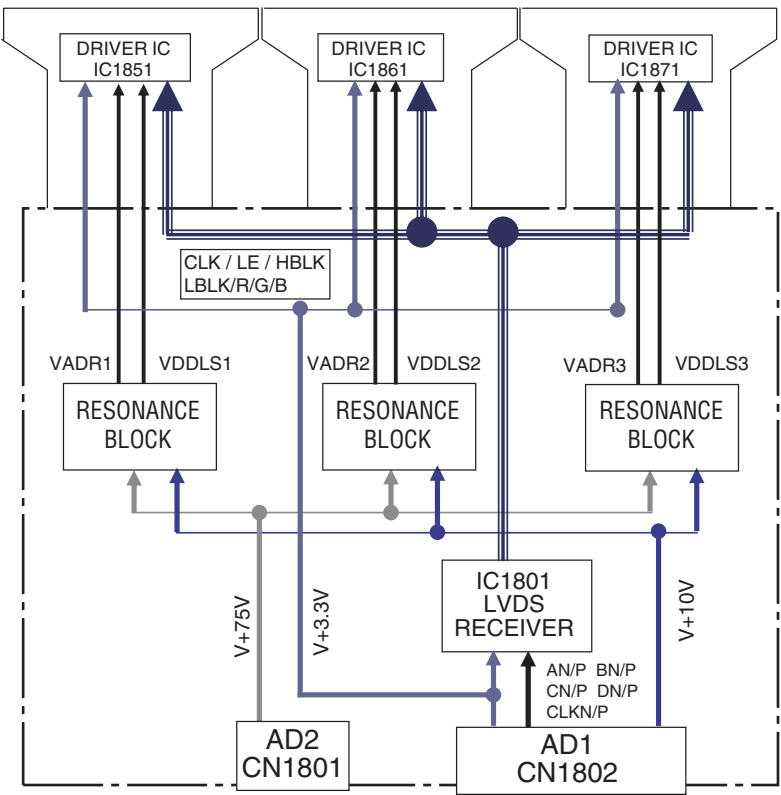 DRIVER IC
IC1851
DRIVER IC
IC1861
DRIVER IC
IC1871
CLK / LE / HBLK
LBLK/R/G/B
VADR1
VDDLS1
VADR2
VDDLS2
VADR3
VDDLS3
RESONANCE
BLOCK
RESONANCE
BLOCK
RESONANCE
BLOCK
V+75V
V+3.3V
IC1801
LVDS
RECEIVER
V+10V
AN/P BN/P
CN/P DN/P
CLKN/P
AD2
CN1801
AD1
CN1802